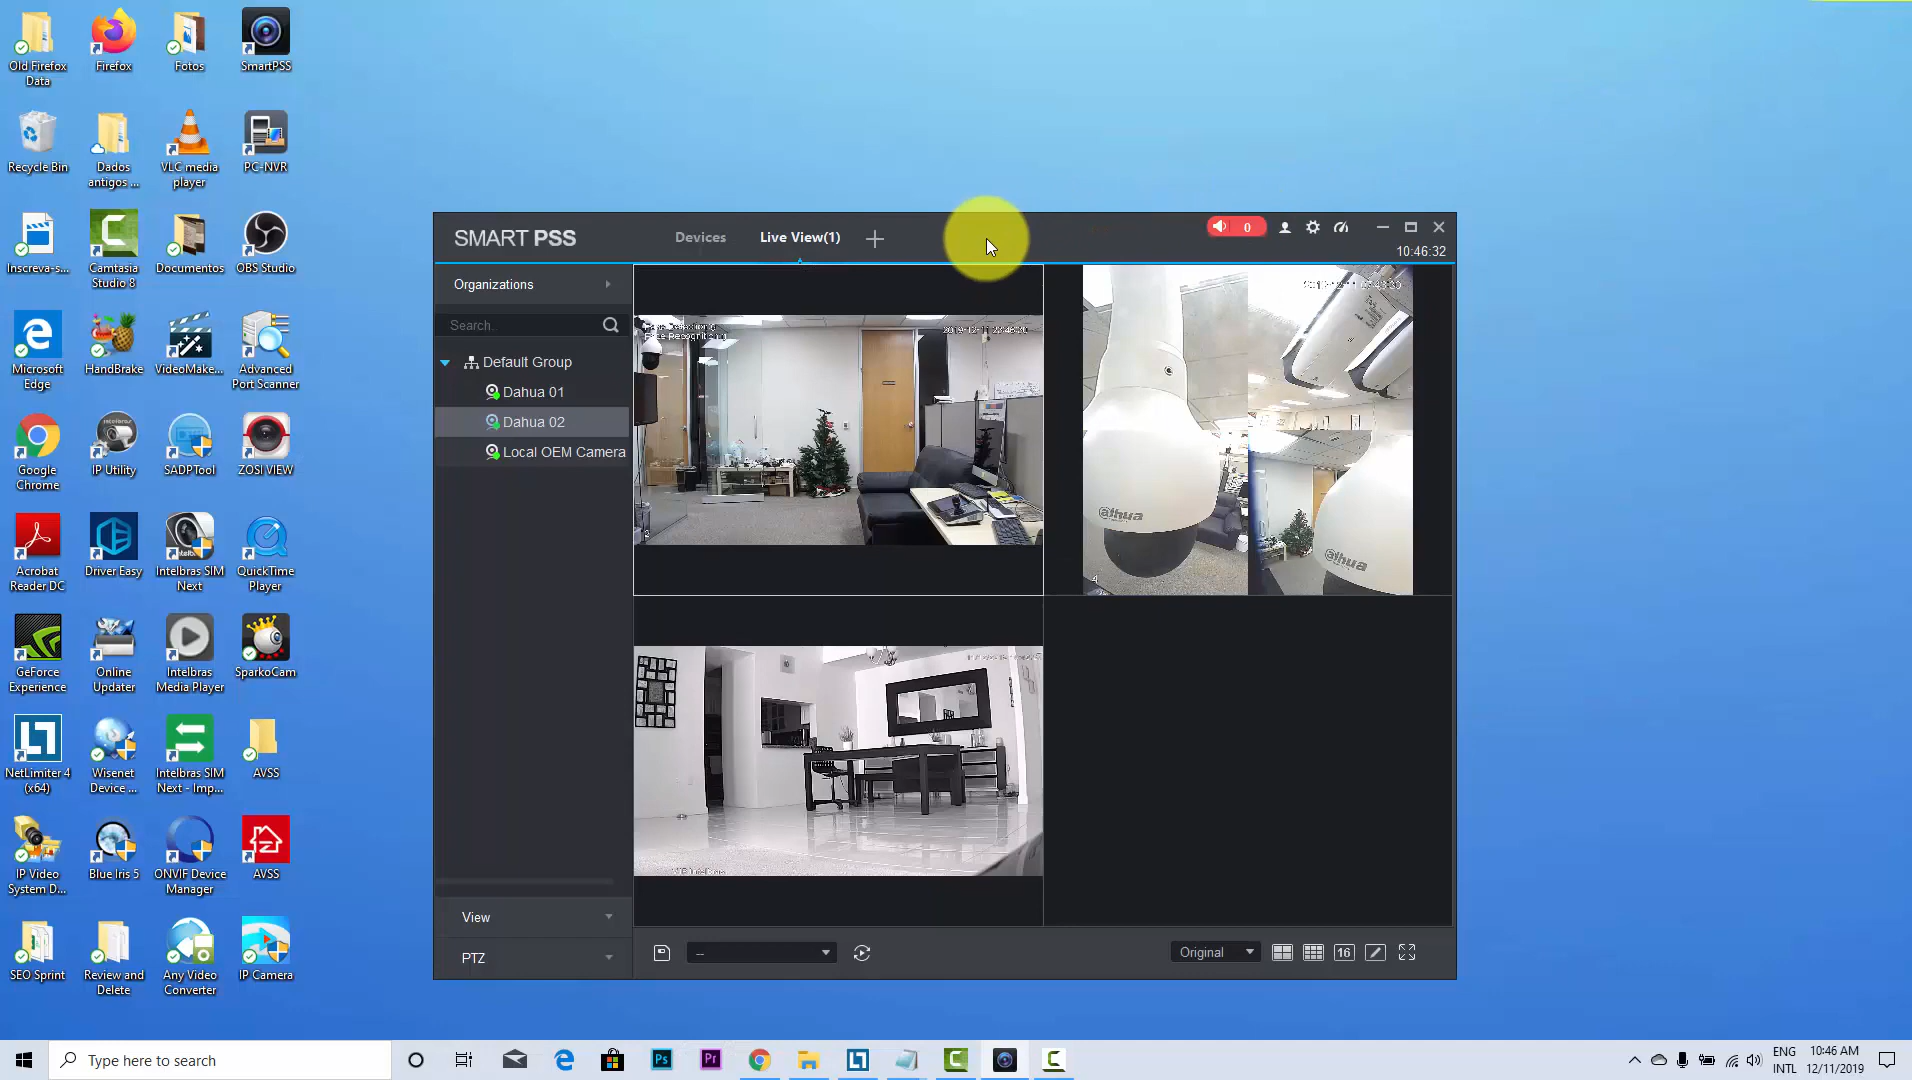 Old Firefox
Data
Firefox
Fotos
SmartPSS
Recycle Bin
Dados
antigos ...
VLC media
player
PC-NVR
Inscreva-s...
Camtasia
Studio 8
Documentos
OBS Studio
Microsoft
Edge
HandBrake
VideoMake...
Advanced
Port Scanner
Google
Chrome
IP Utility
SADPTool
ZOSI VIEW
Acrobat
Reader DC
Driver Easy
Intelbras SIM
Next
QuickTime
Player
GeForce
Experience
Online
Updater
Intelbras
Media Player
SparkoCam
NetLimiter 4
(x64)
Wisenet
Device ...
Intelbras SIM
Next - Imp...
AVSS
IP Video
System D...
Blue Iris 5
ONVIF Device
Manager
AVSS
SEO Sprint
Review and
Delete
Any Video
Converter
IP Camera
SMART PSS
Devices
Live View(1)
0
10:46:32
Organizations
Search..
Default Group
Dahua 01
Dahua 02
Local OEM Camera
2
alhua
alhua
4
View
PTZ
--
Original
16
Type here to search
Ps
Pr
ENG
INTL
10:46 AM
12/11/2019